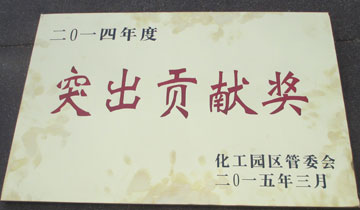 二〇一四年度
突出贡献奖
化工园区管委会
二〇一五年三月